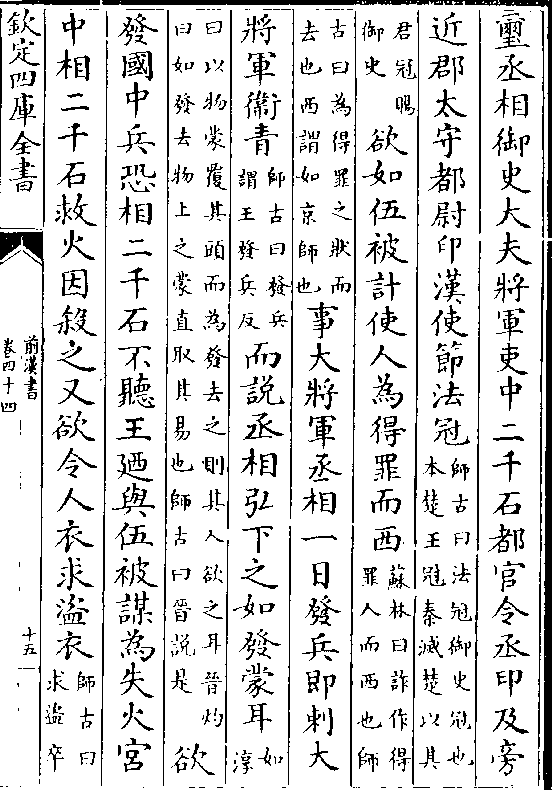 璽丞相御史大夫將軍吏中二千石都官令丞印及旁
近郡太守都尉印漢使節法冠師古曰法冠御史冠也
本楚王冠秦滅楚以其
君冠賜
御史欲如伍被計使人為得罪而西蘇林曰詐作得
罪人而西也師
古曰為得罪之狀而
去也西謂如京師也事大將軍丞相一日發兵即刺大
將軍衛青師古曰發兵
謂王發兵反而説丞相弘下之如發蒙耳如
淳
曰以物蒙覆其頭而為發去之則其人欲之耳晉灼
曰如發去物上之蒙直取其易也師古曰晉説是欲
發國中兵恐相二千石不聽王廼與伍被謀為失火宮
中相二千石救火因殺之又欲令人衣求盜衣師古曰
求盜卒
欽定四庫全書
前漢書
卷四十四
十五